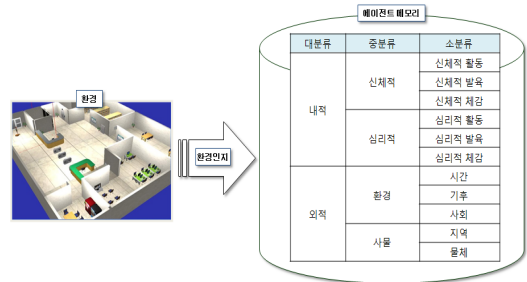 에이전트 메모리
환경
환경인지
대분류 중분류 소분류
내적 신체적 신체적 활동
신체적 발육
신체적 체감
심리적 심리적 활동
심리적 발육
심리적 체감
외적 환경 시간
기후
사회
사물 지역
물체